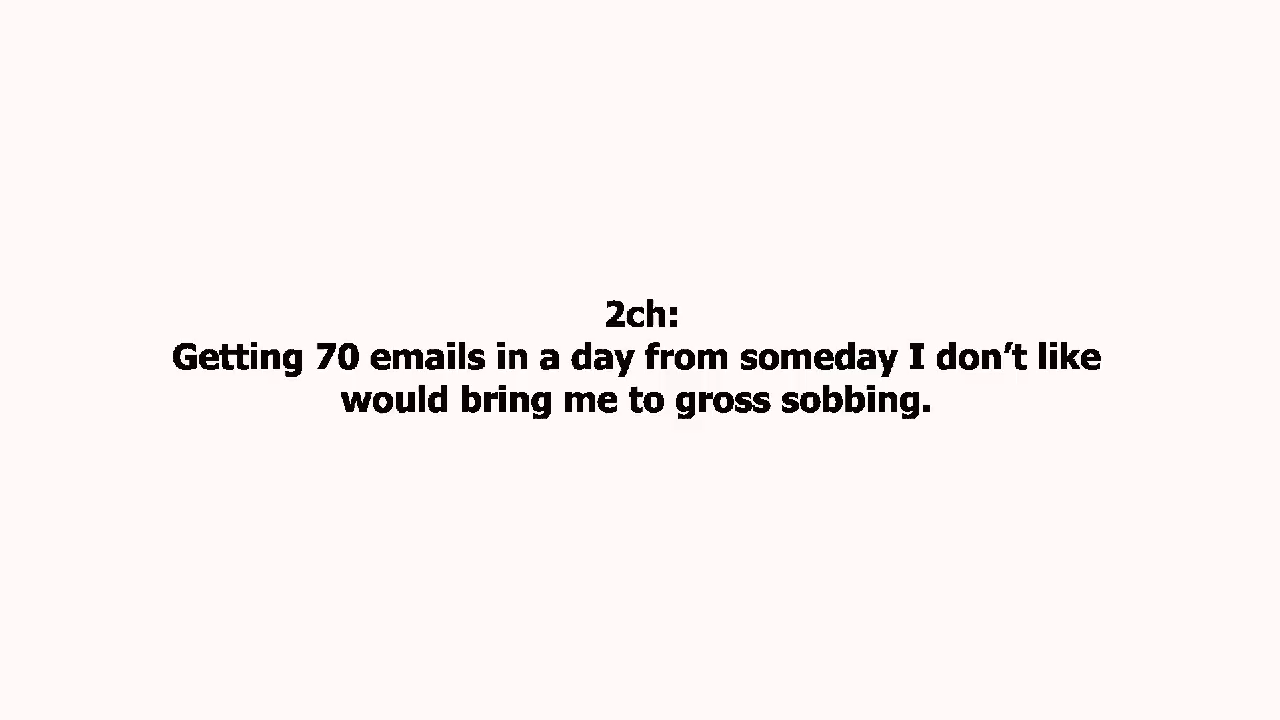 2ch:
Getting 70 emails in a day from someday I don’t like
would bring me to gross sobbing.